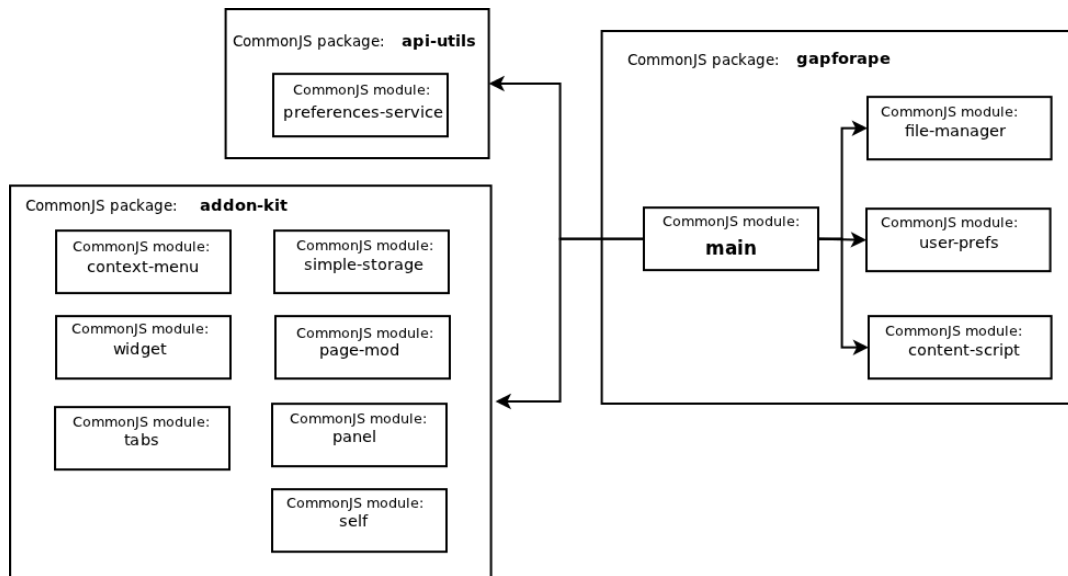 CommonJS package: api-utils
CommonJS module:
preferences-service
CommonJS package: addon-kit
CommonJS module:
context-menu
CommonJS module:
simple-storage
CommonJS module:
widget
CommonJS module:
page-mod
CommonJS module:
tabs
CommonJS module:
panel
CommonJS module:
self
CommonJS package: gapforape
CommonJS module:
main
CommonJS module:
file-manager
CommonJS module:
user-prefs
CommonJS module:
content-script